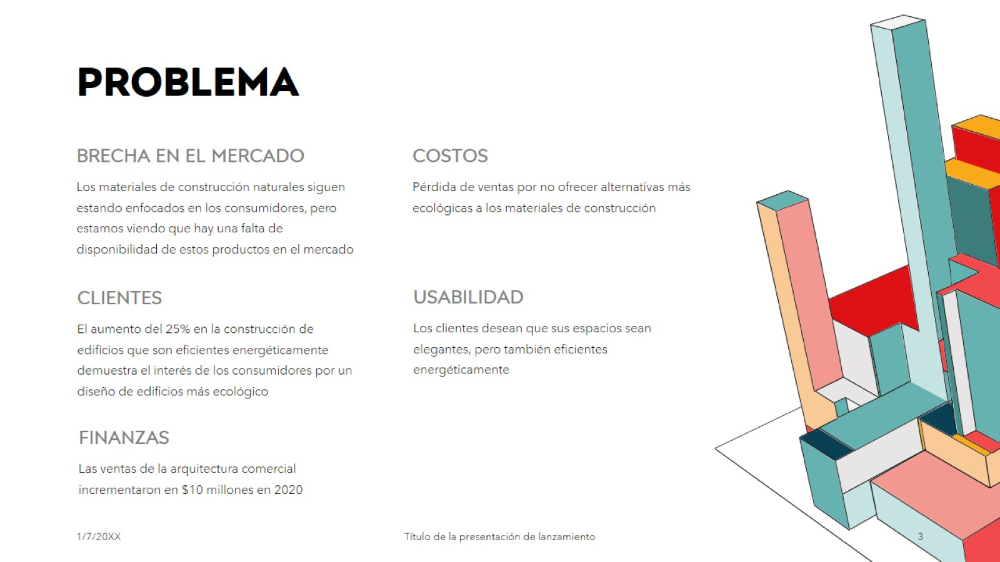 PROBLEMA
BRECHA EN EL MERCADO
Los materiales de construcción naturales siguen
estando enfocados en los consumidores, pero
estamos viendo que hay una falta de
disponibilidad de estos productos en el mercado
COSTOS
Pérdida de ventas por no ofrecer alternativas más
ecológicas a los materiales de construcción
CLIENTES
El aumento del 25% en la construcción de
edificios que son eficientes energéticamente
demuestra el interés de los consumidores por un
diseño de edificios más ecológico
USABILIDAD
Los clientes desean que sus espacios sean
elegantes, pero también eficientes
energéticamente
FINANZAS
Las ventas de la arquitectura comercial
incrementaron en $10 millones en 2020
1/7/20XX
Título de la presentación de lanzamiento
3